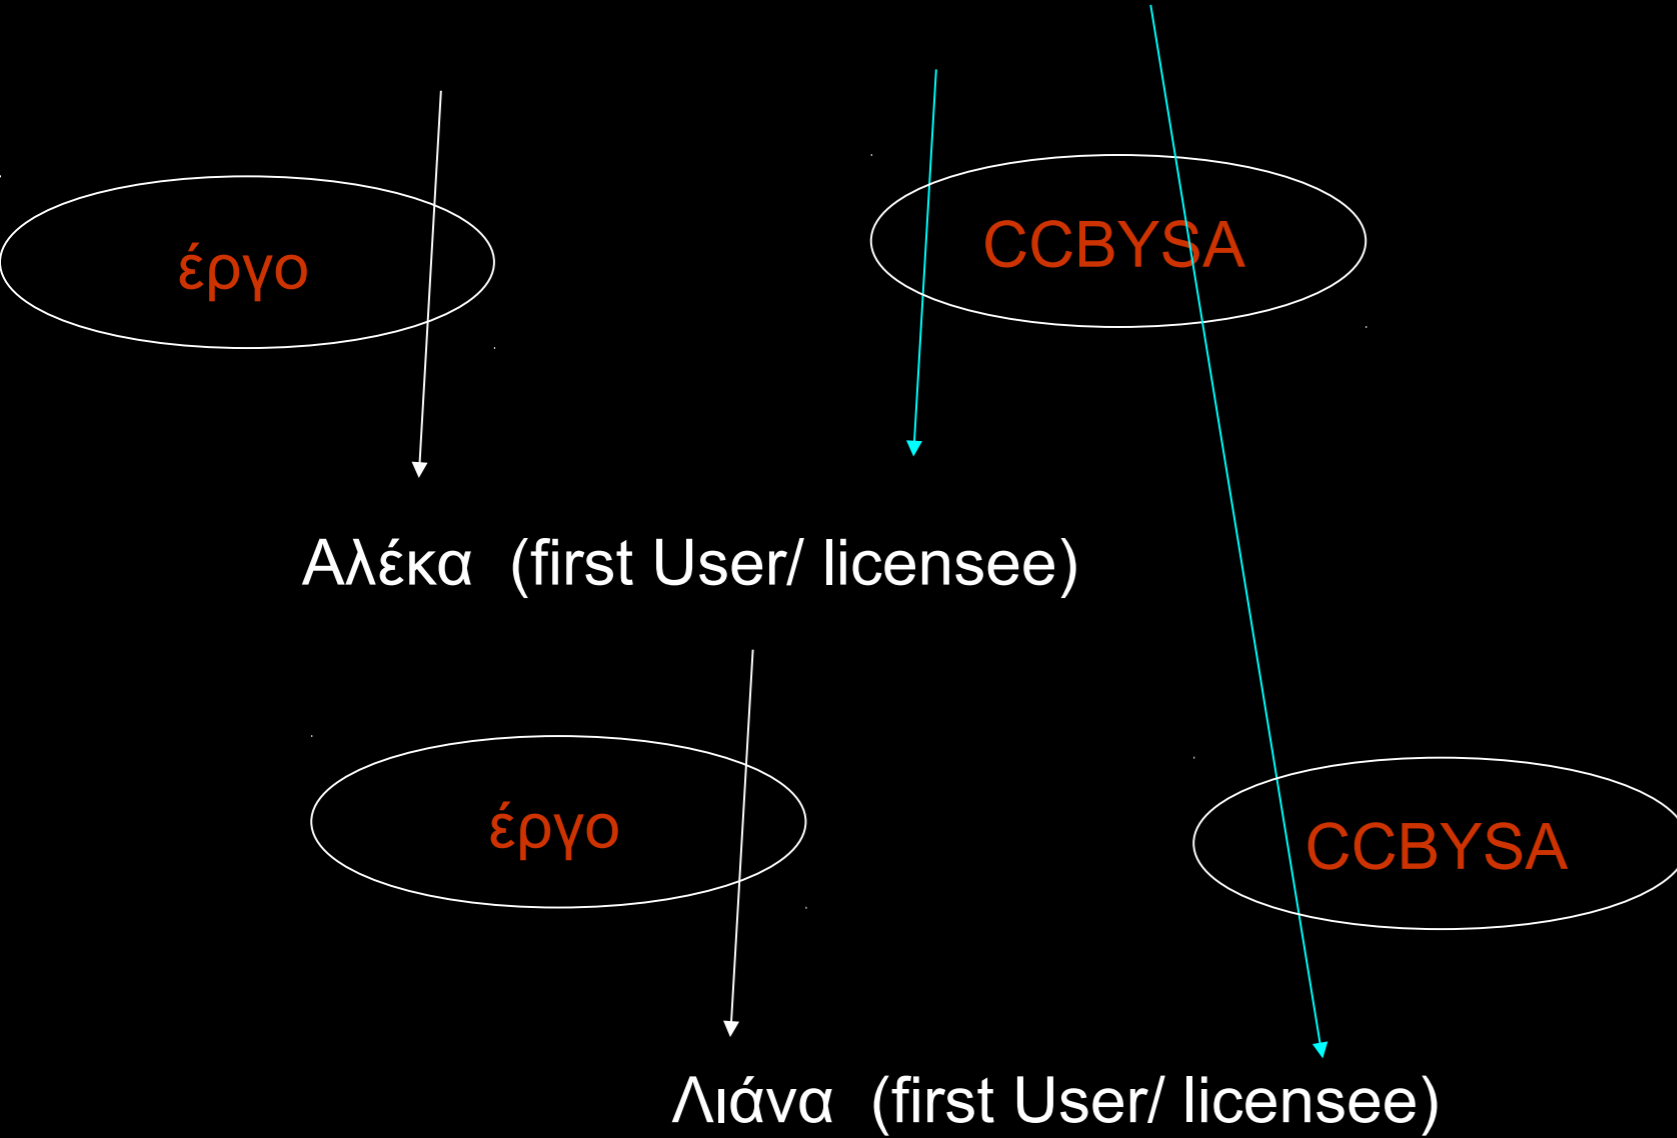 έργο
CCBYSA
Αλέκα (first User/ licensee)
έργο
CCBYSA
Λιάνα (first User/ licensee)